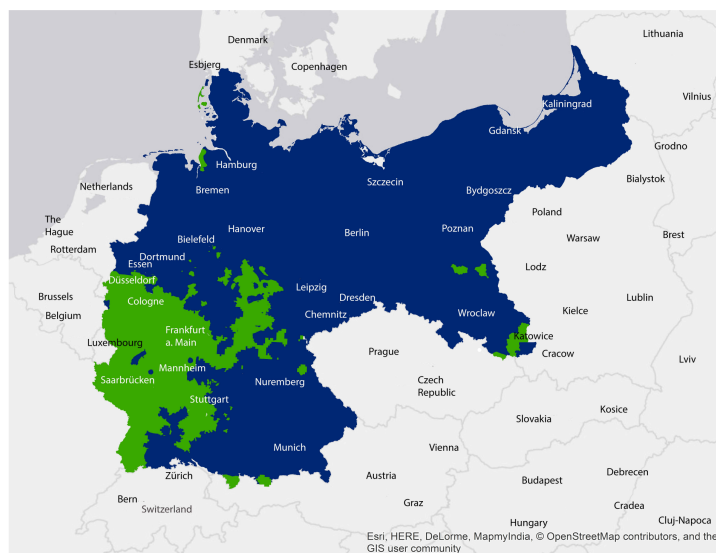 Lithuania
Denmark
Esbjerg
Copenhagen
Vilnius
Kaliningrad
Gdańsk
Grodno
Hamburg
Bialystok
Netherlands
Bremen
Szczecin
Bydgoszcz
The
Hague
Poland
Hanover
Berlin
Poznan
Warsaw
Brest
Rotterdam
Bielefeld
Dortmund
Essen
Lodz
Düsseldorf
Leipzig
Brussels
Cologne
Dresden
Lublin
Belgium
Chemnitz
Wroclaw
Kielce
Frankfurt
a. Main
Luxembourg
Katowice
Prague
Cracow
Lviv
Mannheim
Saarbrücken
Nuremberg
Czech
Republic
Stuttgart
Slovakia
Kosice
Munich
Vienna
Zürich
Austria
Debrecen
Budapest
Bern
Switzerland
Graz
Cradea
Hungary
Cluj-Napoca
Esri, HERE, DeLorme, MapmyIndia, © OpenStreetMap contributors, and the
GIS user community